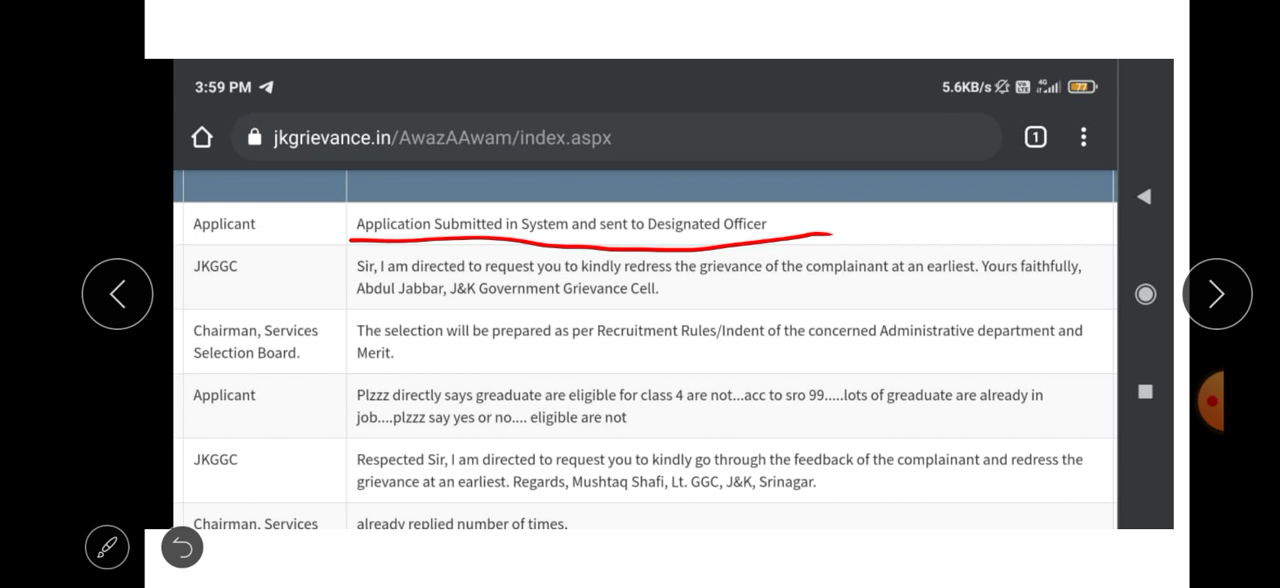 3:59 PM
5.6KB/s 4G 77
jkgrievance.in/AwazAAwam/index.aspx
1
Applicant
Application Submitted in System and sent to Designated Officer
JKGGC
Sir, I am directed to request you to kindly redress the grievance of the complainant at an earliest. Yours faithfully,
Abdul Jabbar, J&K Government Grievance Cell.
Chairman, Services
Selection Board.
The selection will be prepared as per Recruitment Rules/Indent of the concerned Administrative department and
Merit.
Applicant
Plzzz directly says greaduate are eligible for class 4 are not...acc to sro 99.....lots of greaduate are already in
job....plzzz say yes or no.... eligible are not
JKGGC
Respected Sir, I am directed to request you to kindly go through the feedback of the complainant and redress the
grievance at an earliest. Regards, Mushtaq Shafi, Lt. GGC, J&K, Srinagar.
Chairman, Services
already replied number of times.